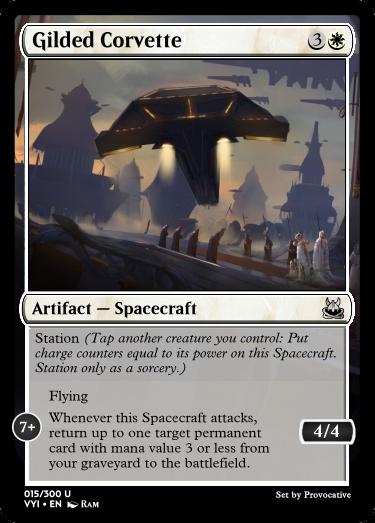 Gilded Corvette 3
Artifact — Spacecraft
Station (Tap another creature you control: Put
charge counters equal to its power on this Spacecraft.
Station only as a sorcery.)
Flying
7+
Whenever this Spacecraft attacks,
return up to one target permanent
card with mana value 3 or less from
your graveyard to the battlefield.
4/4
015/300 U
VYI • EN Ram
Set by Provocative